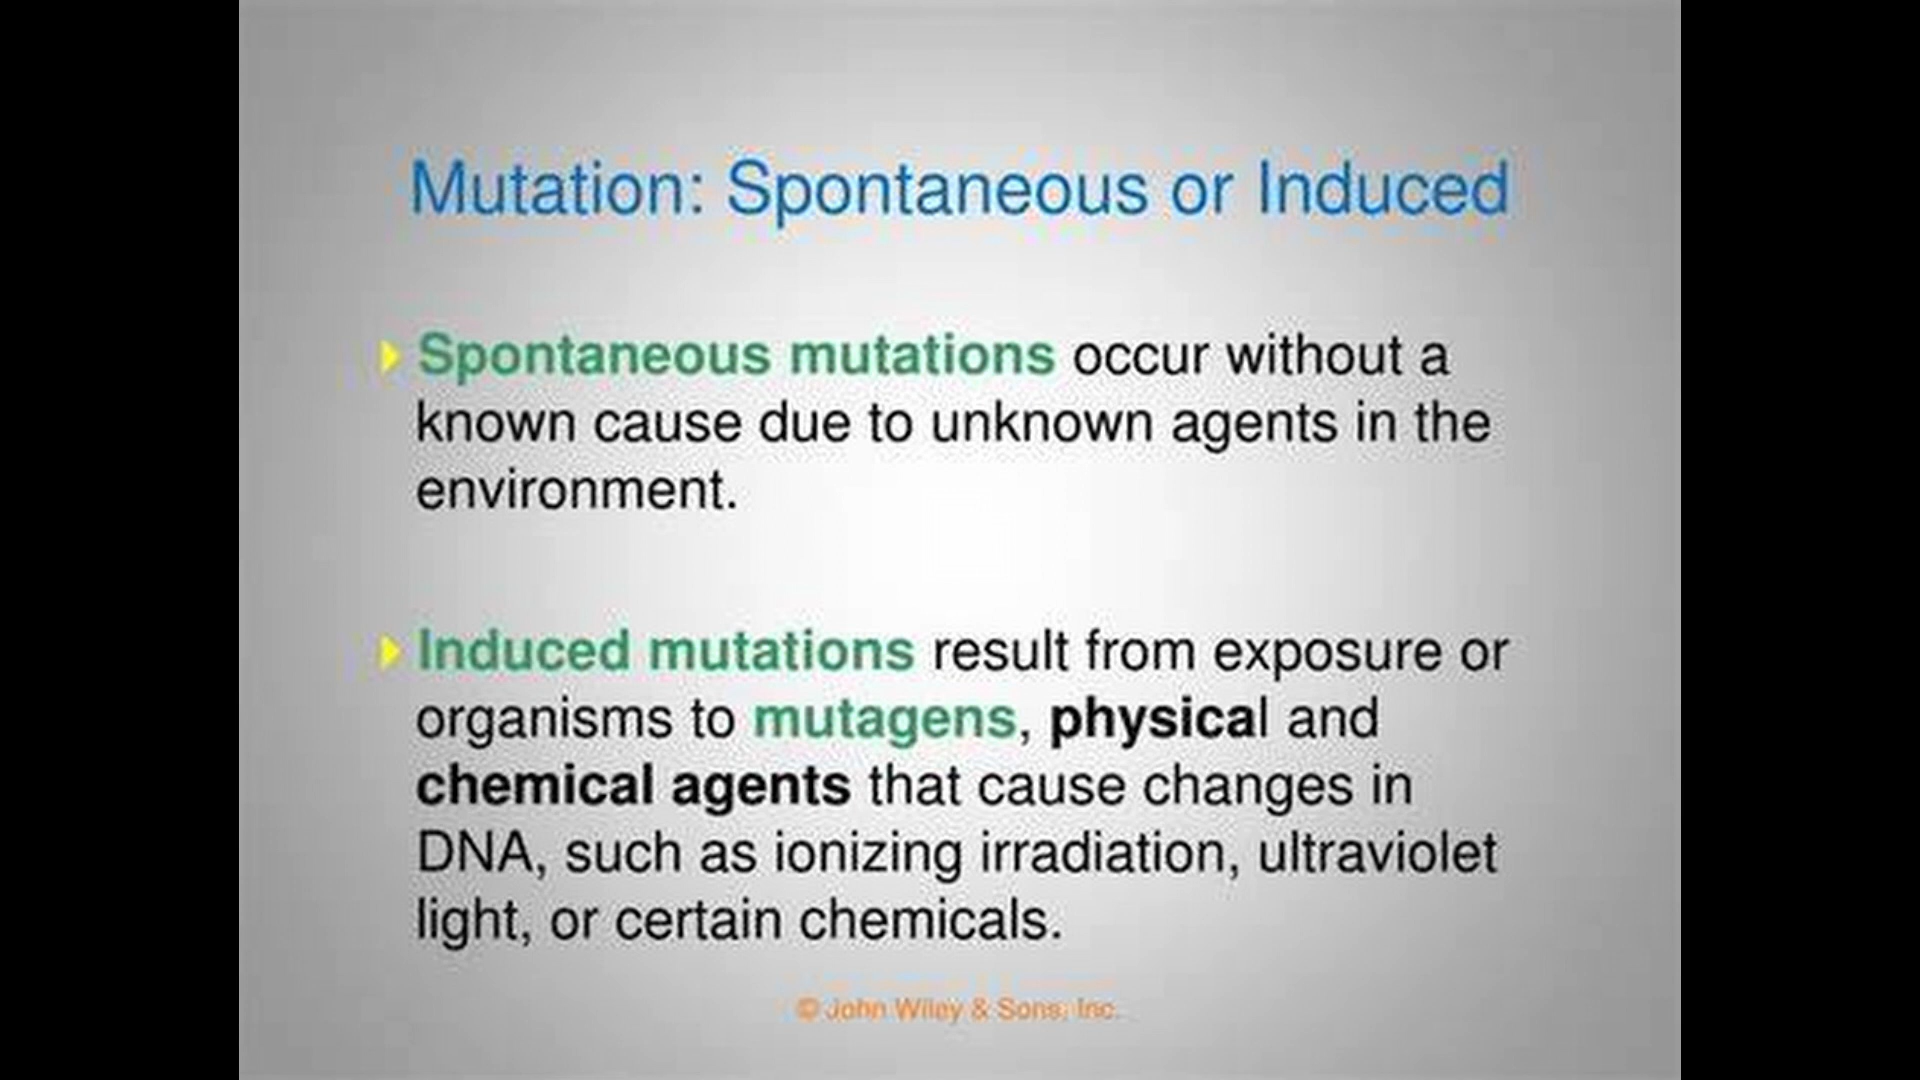 Mutation: Spontaneous or Induced
Spontaneous mutations occur without a
known cause due to unknown agents in the
environment.
Induced mutations result from exposure or
organisms to mutagens, physical and
chemical agents that cause changes in
DNA, such as ionizing irradiation, ultraviolet
light, or certain chemicals.
© John Wiley & Sons, Inc.